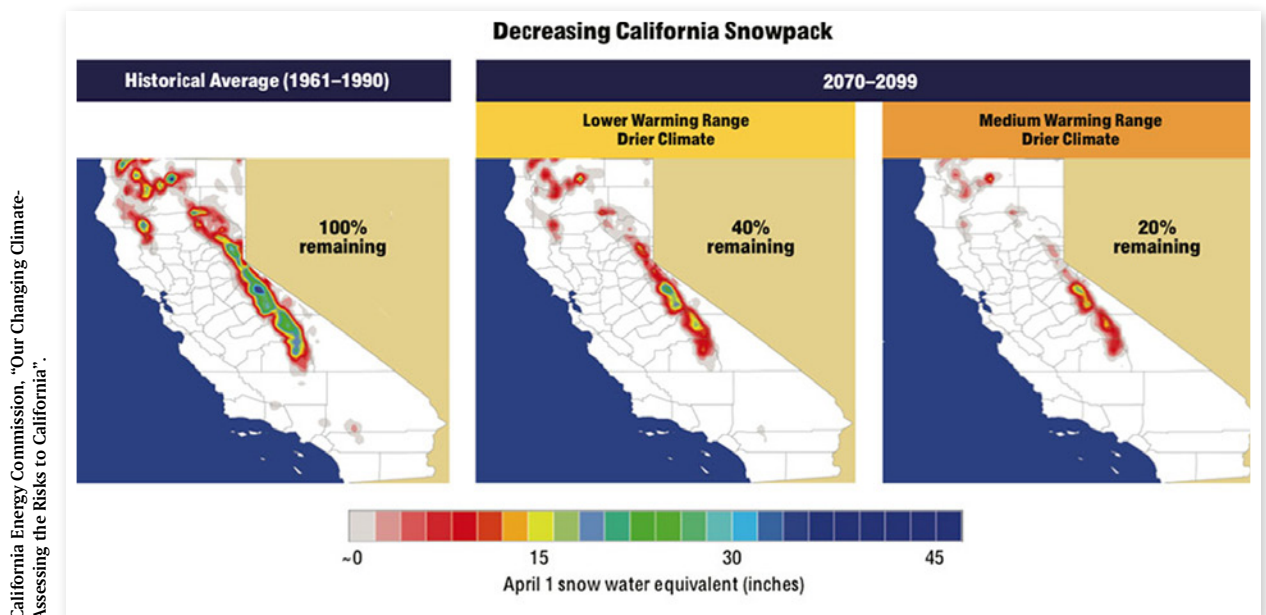 Decreasing California Snowpack
Historical Average (1961–1990)
2070–2099
Lower Warming Range
Drier Climate
Medium Warming Range
Drier Climate
100%
remaining
40%
remaining
20%
remaining
~0
15
30
45
April 1 snow water equivalent (inches)
California Energy Commission, "Our Changing Climate-
Assessing the Risks to California".